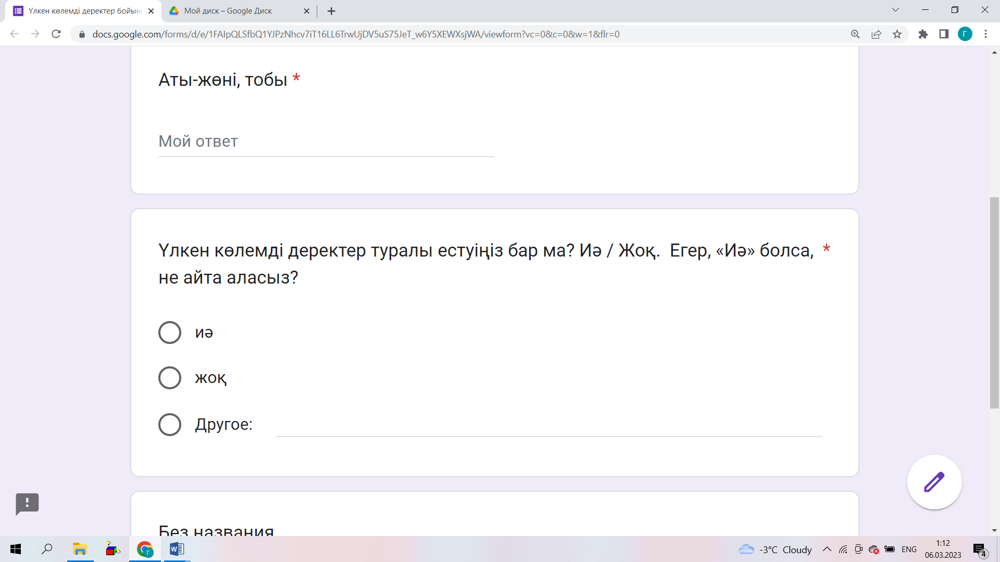 Үлкен көлемді деректер бойын
Мой диск – Google Диск
docs.google.com/forms/d/e/1FAIpQLSfbQ1YJPzNhcv7iT16LL6TrwUjDV5uS75JeT_w6Y5XEWXsjWA/viewform?vc=0&c=0&w=1&flr=0
Г
Аты-жөні, тобы *
Мой ответ
Үлкен көлемді деректер туралы естуіңіз бар ма? Иә / Жоқ.  Егер, «Иә» болса, *
не айта аласыз?
иә
жоқ
Другое:
Без названия
-3°C Cloudy
ENG
1:12
06.03.2023
4